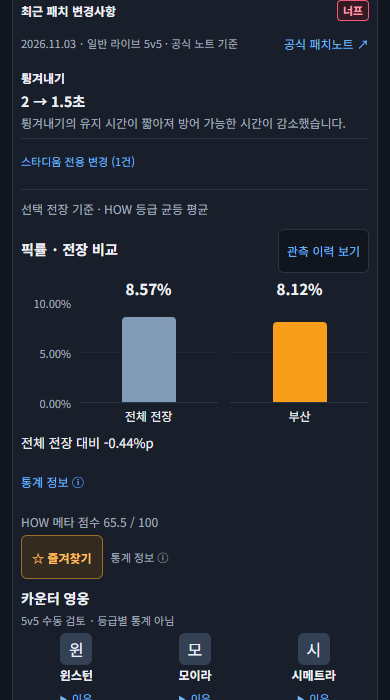 최근 패치 변경사항
너프
2026.11.03 · 일반 라이브 5v5 · 공식 노트 기준
공식 패치노트 ↗
튕겨내기
2 → 1.5초
튕겨내기의 유지 시간이 짧아져 방어 가능한 시간이 감소했습니다.
스타디움 전용 변경 (1건)
선택 전장 기준 · HOW 등급 균등 평균
픽률 · 전장 비교
관측 이력 보기
8.57%
8.12%
10.00%
5.00%
0.00%
전체 전장
부산
전체 전장 대비 -0.44%p
통계 정보 ⓘ
HOW 메타 점수 65.5 / 100
☆ 즐겨찾기
통계 정보 ⓘ
카운터 영웅
5v5 수동 검토 · 등급별 통계 아님
윈
모
시
윈스턴
모이라
시메트라
▶ 이유
▶ 이유
▶ 이유